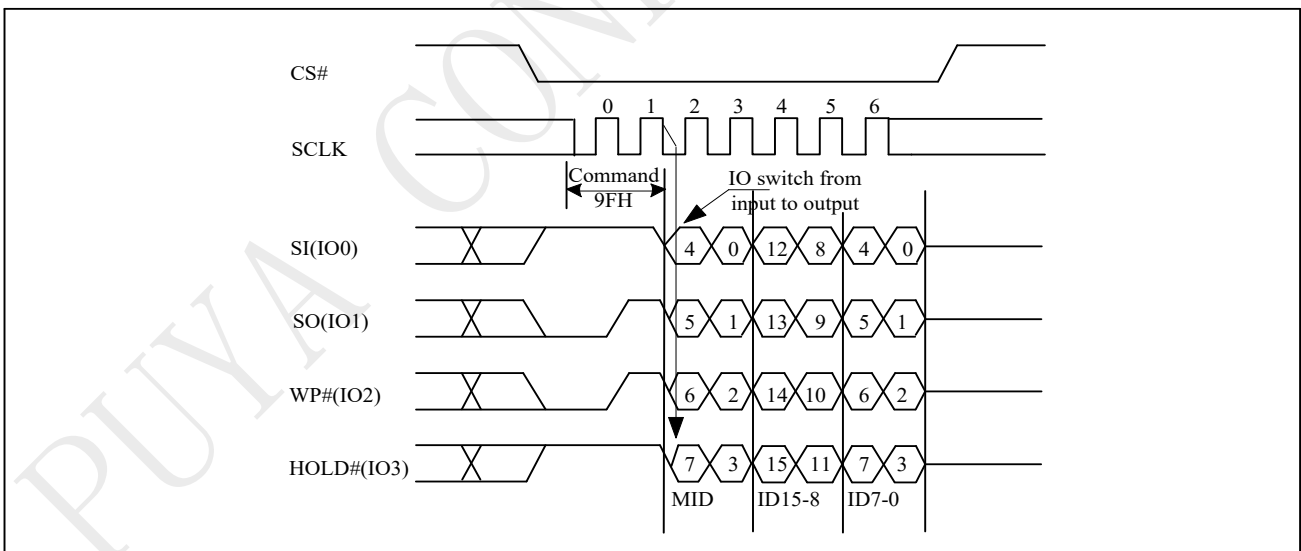 PUYA CON
CS#
0 1 2 3 4 5 6
SCLK
Command
9FH
IO switch from
input to output
SI(IO0)
4 0 12 8 4 0
SO(IO1)
5 1 13 9 5 1
WP#(IO2)
6 2 14 10 6 2
HOLD#(IO3)
7 3 15 11 7 3
MID ID15-8 ID7-0